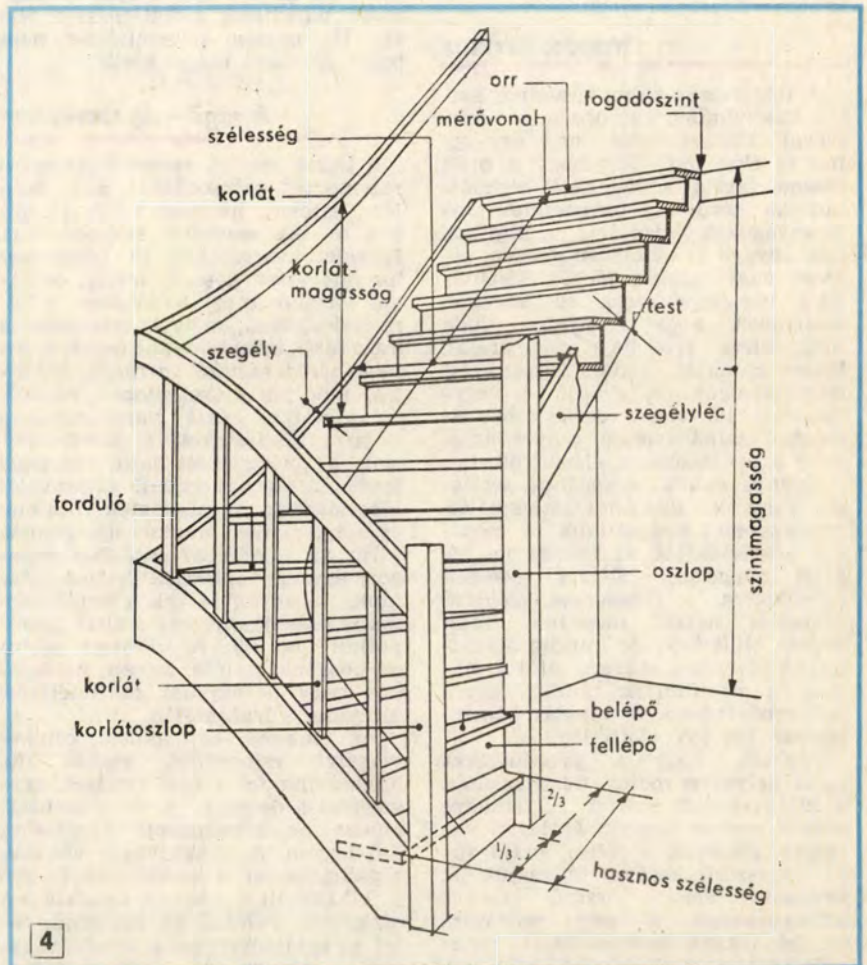 orr
fogadószint
mérővonal
szélesség
korlát
korlát-
magasság
test
szegély
szegélyléc
szintmagasság
forduló
oszlop
korlát
belépő
korlátoszlop
fellépő
2/3
1/3
hasznos szélesség
4